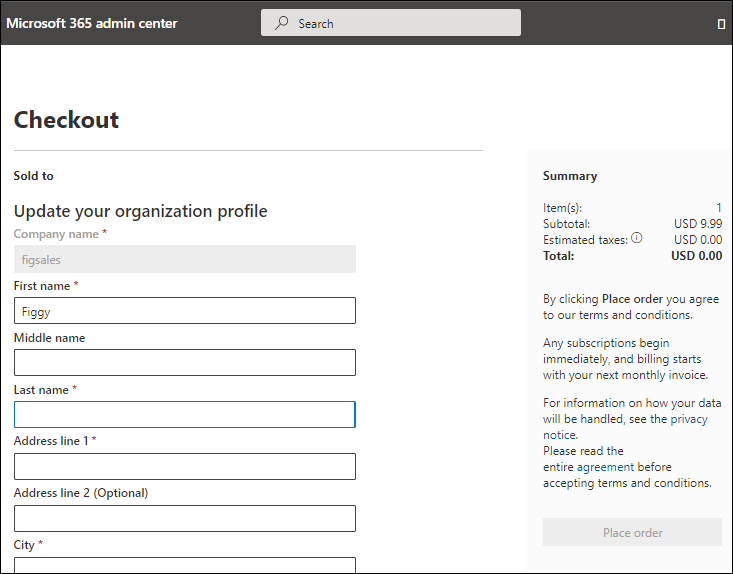 Microsoft 365 admin center
Search
Checkout
Sold to
Update your organization profile
Company name *
figsales
First name *
Figgy
Middle name
Last name *
Address line 1 *
Address line 2 (Optional)
City *
Summary
Item(s): 1
Subtotal: USD 9.99
Estimated taxes: USD 0.00
Total: USD 0.00
By clicking Place order you agree
to our terms and conditions.
Any subscriptions begin
immediately, and billing starts
with your next monthly invoice.
For information on how your data
will be handled, see the privacy
notice.
Please read the
entire agreement before
accepting terms and conditions.
Place order